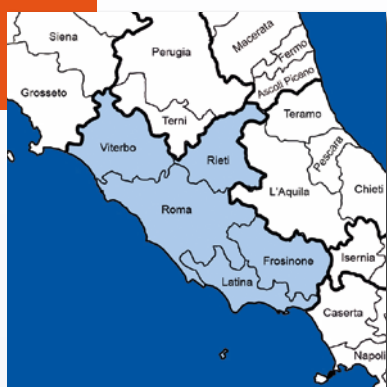 Siena
Perugia
Macerata
Fermo
Ascoli Piceno
Grosseto
Terni
Teramo
Viterbo
Rieti
Pescara
L'Aquila
Chieti
Roma
Frosinone
Isernia
Latina
Caserta
Napoli